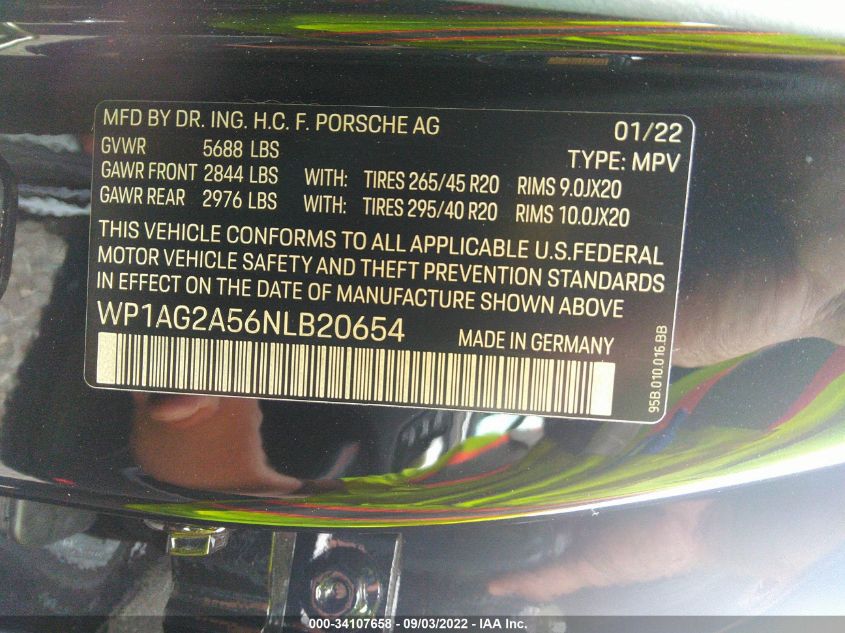 MFD BY DR. ING. H.C. F. PORSCHE AG 01/22
GVWR 5688 LBS TYPE: MPV
GAWR FRONT 2844 LBS WITH: TIRES 265/45 R20 RIMS 9.0JX20
GAWR REAR 2976 LBS WITH: TIRES 295/40 R20 RIMS 10.0JX20
THIS VEHICLE CONFORMS TO ALL APPLICABLE U.S.FEDERAL
MOTOR VEHICLE SAFETY AND THEFT PREVENTION STANDARDS
IN EFFECT ON THE DATE OF MANUFACTURE SHOWN ABOVE
WP1AG2A56NLB20654 MADE IN GERMANY
95B.010.016.BB
000-34107658 - 09/03/2022 - IAA Inc.